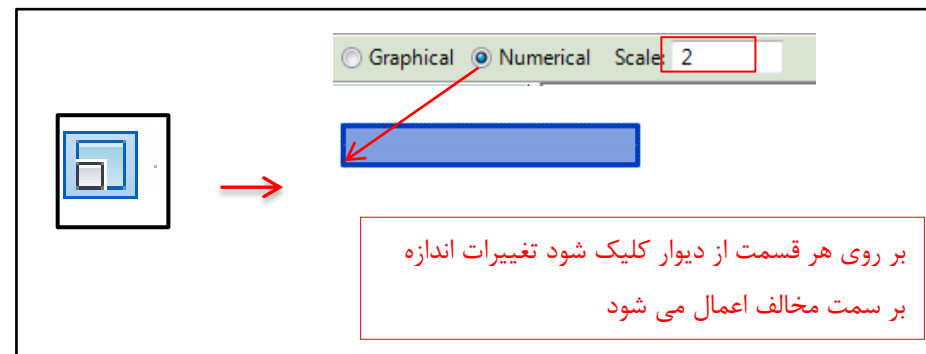 Graphical Numerical Scale: 2
بر روی هر قسمت از دیوار کلیک شود تغییرات اندازه
بر سمت مخالف اعمال می شود